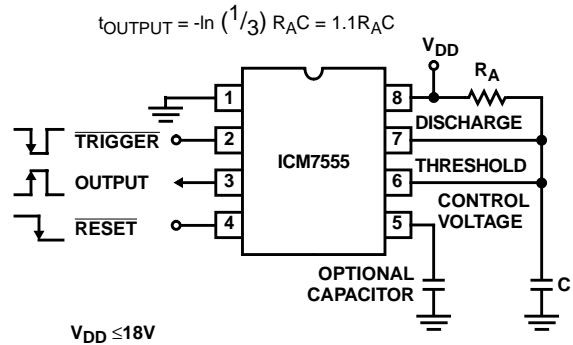 tOUTPUT = -ln (1/3) RAC = 1.1RAC
VDD
RA
1
8
DISCHARGE
TRIGGER
2
7
ICM7555
OUTPUT
3
6
THRESHOLD
CONTROL
VOLTAGE
RESET
4
5
OPTIONAL
CAPACITOR
C
VDD ≤18V